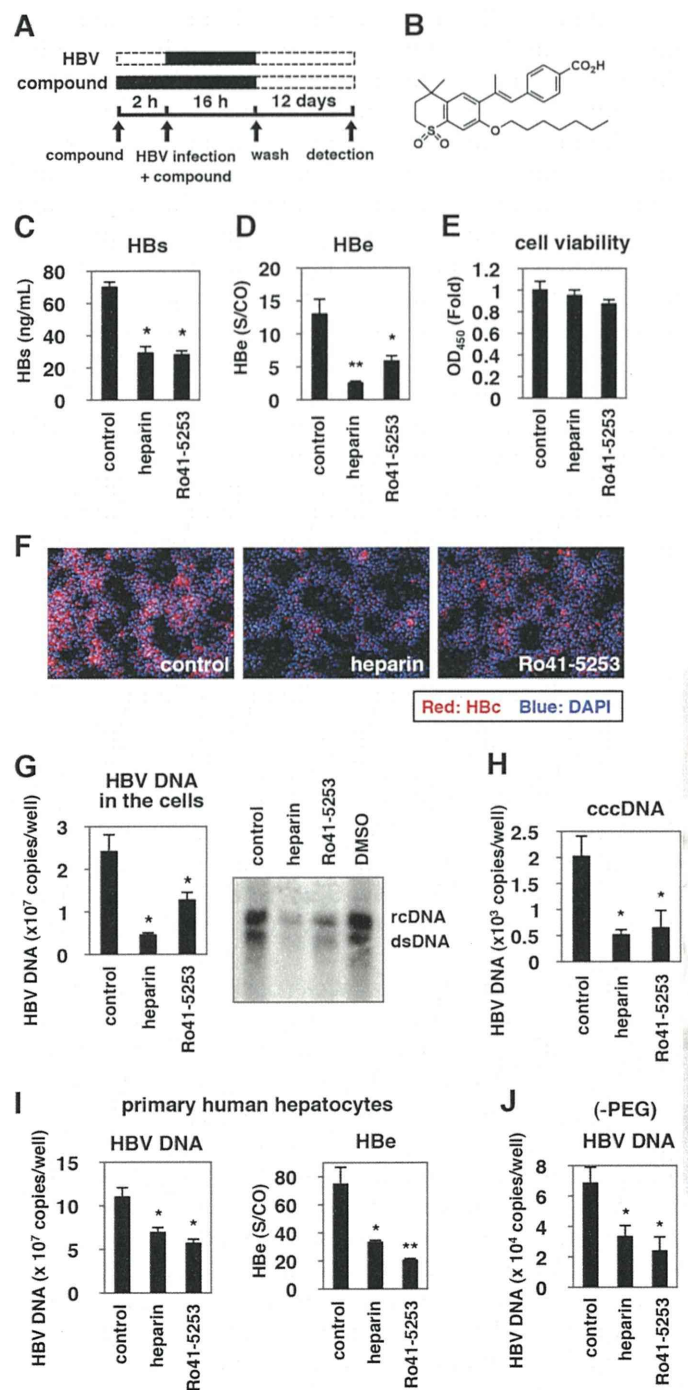 A
HBV
compound
2 h
16 h
12 days
compound
HBV infection
+ compound
wash
detection
B
CO₂H
S
O
O
O
C
HBs
HBs (ng/mL)
80
60
40
20
0
*
*
control
heparin
Ro41-5253
D
HBe
HBe (S/CO)
20
15
10
5
0
**
*
control
heparin
Ro41-5253
E
cell viability
OD₄₅₀ (Fold)
1.2
1
0.8
0.6
0.4
0.2
0
control
heparin
Ro41-5253
F
control
heparin
Ro41-5253
Red: HBc Blue: DAPI
G
HBV DNA
in the cells
HBV DNA (x10⁷ copies/well)
3
2
1
0
*
*
control
heparin
Ro41-5253
control
heparin
Ro41-5253
DMSO
rcDNA
dsDNA
H
cccDNA
HBV DNA (x10³ copies/well)
2.5
2
1.5
1
0.5
0
*
*
control
heparin
Ro41-5253
I
primary human hepatocytes
HBV DNA
HBV DNA (x 10⁷ copies/well)
15
10
5
0
*
*
control
heparin
Ro41-5253
HBe
HBe (S/CO)
80
60
40
20
0
*
**
control
heparin
Ro41-5253
J
(-PEG)
HBV DNA
HBV DNA (x 10⁴ copies/well)
8
6
4
2
0
*
*
control
heparin
Ro41-5253